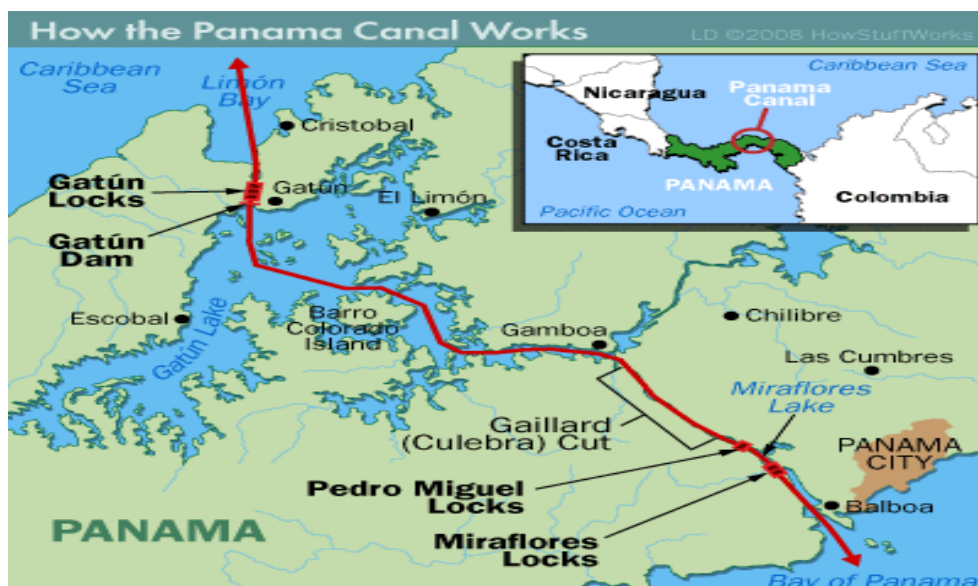 How the Panama Canal Works
LD ©2008 HowStuffWorks
Caribbean
Sea
Limón
Bay
Cristobal
Gatún
Locks
Gatún
El Limón
Gatún
Dam
Escobal
Gatún Lake
Barro
Colorado
Island
Gamboa
Chilibre
Las Cumbres
Miraflores
Lake
Gaillard
(Culebra) Cut
PANAMA
CITY
Pedro Miguel
Locks
Balboa
Miraflores
Locks
PANAMA
Bay of Panama
Caribbean Sea
Nicaragua
Panama
Canal
Costa
Rica
PANAMA
Colombia
Pacific Ocean